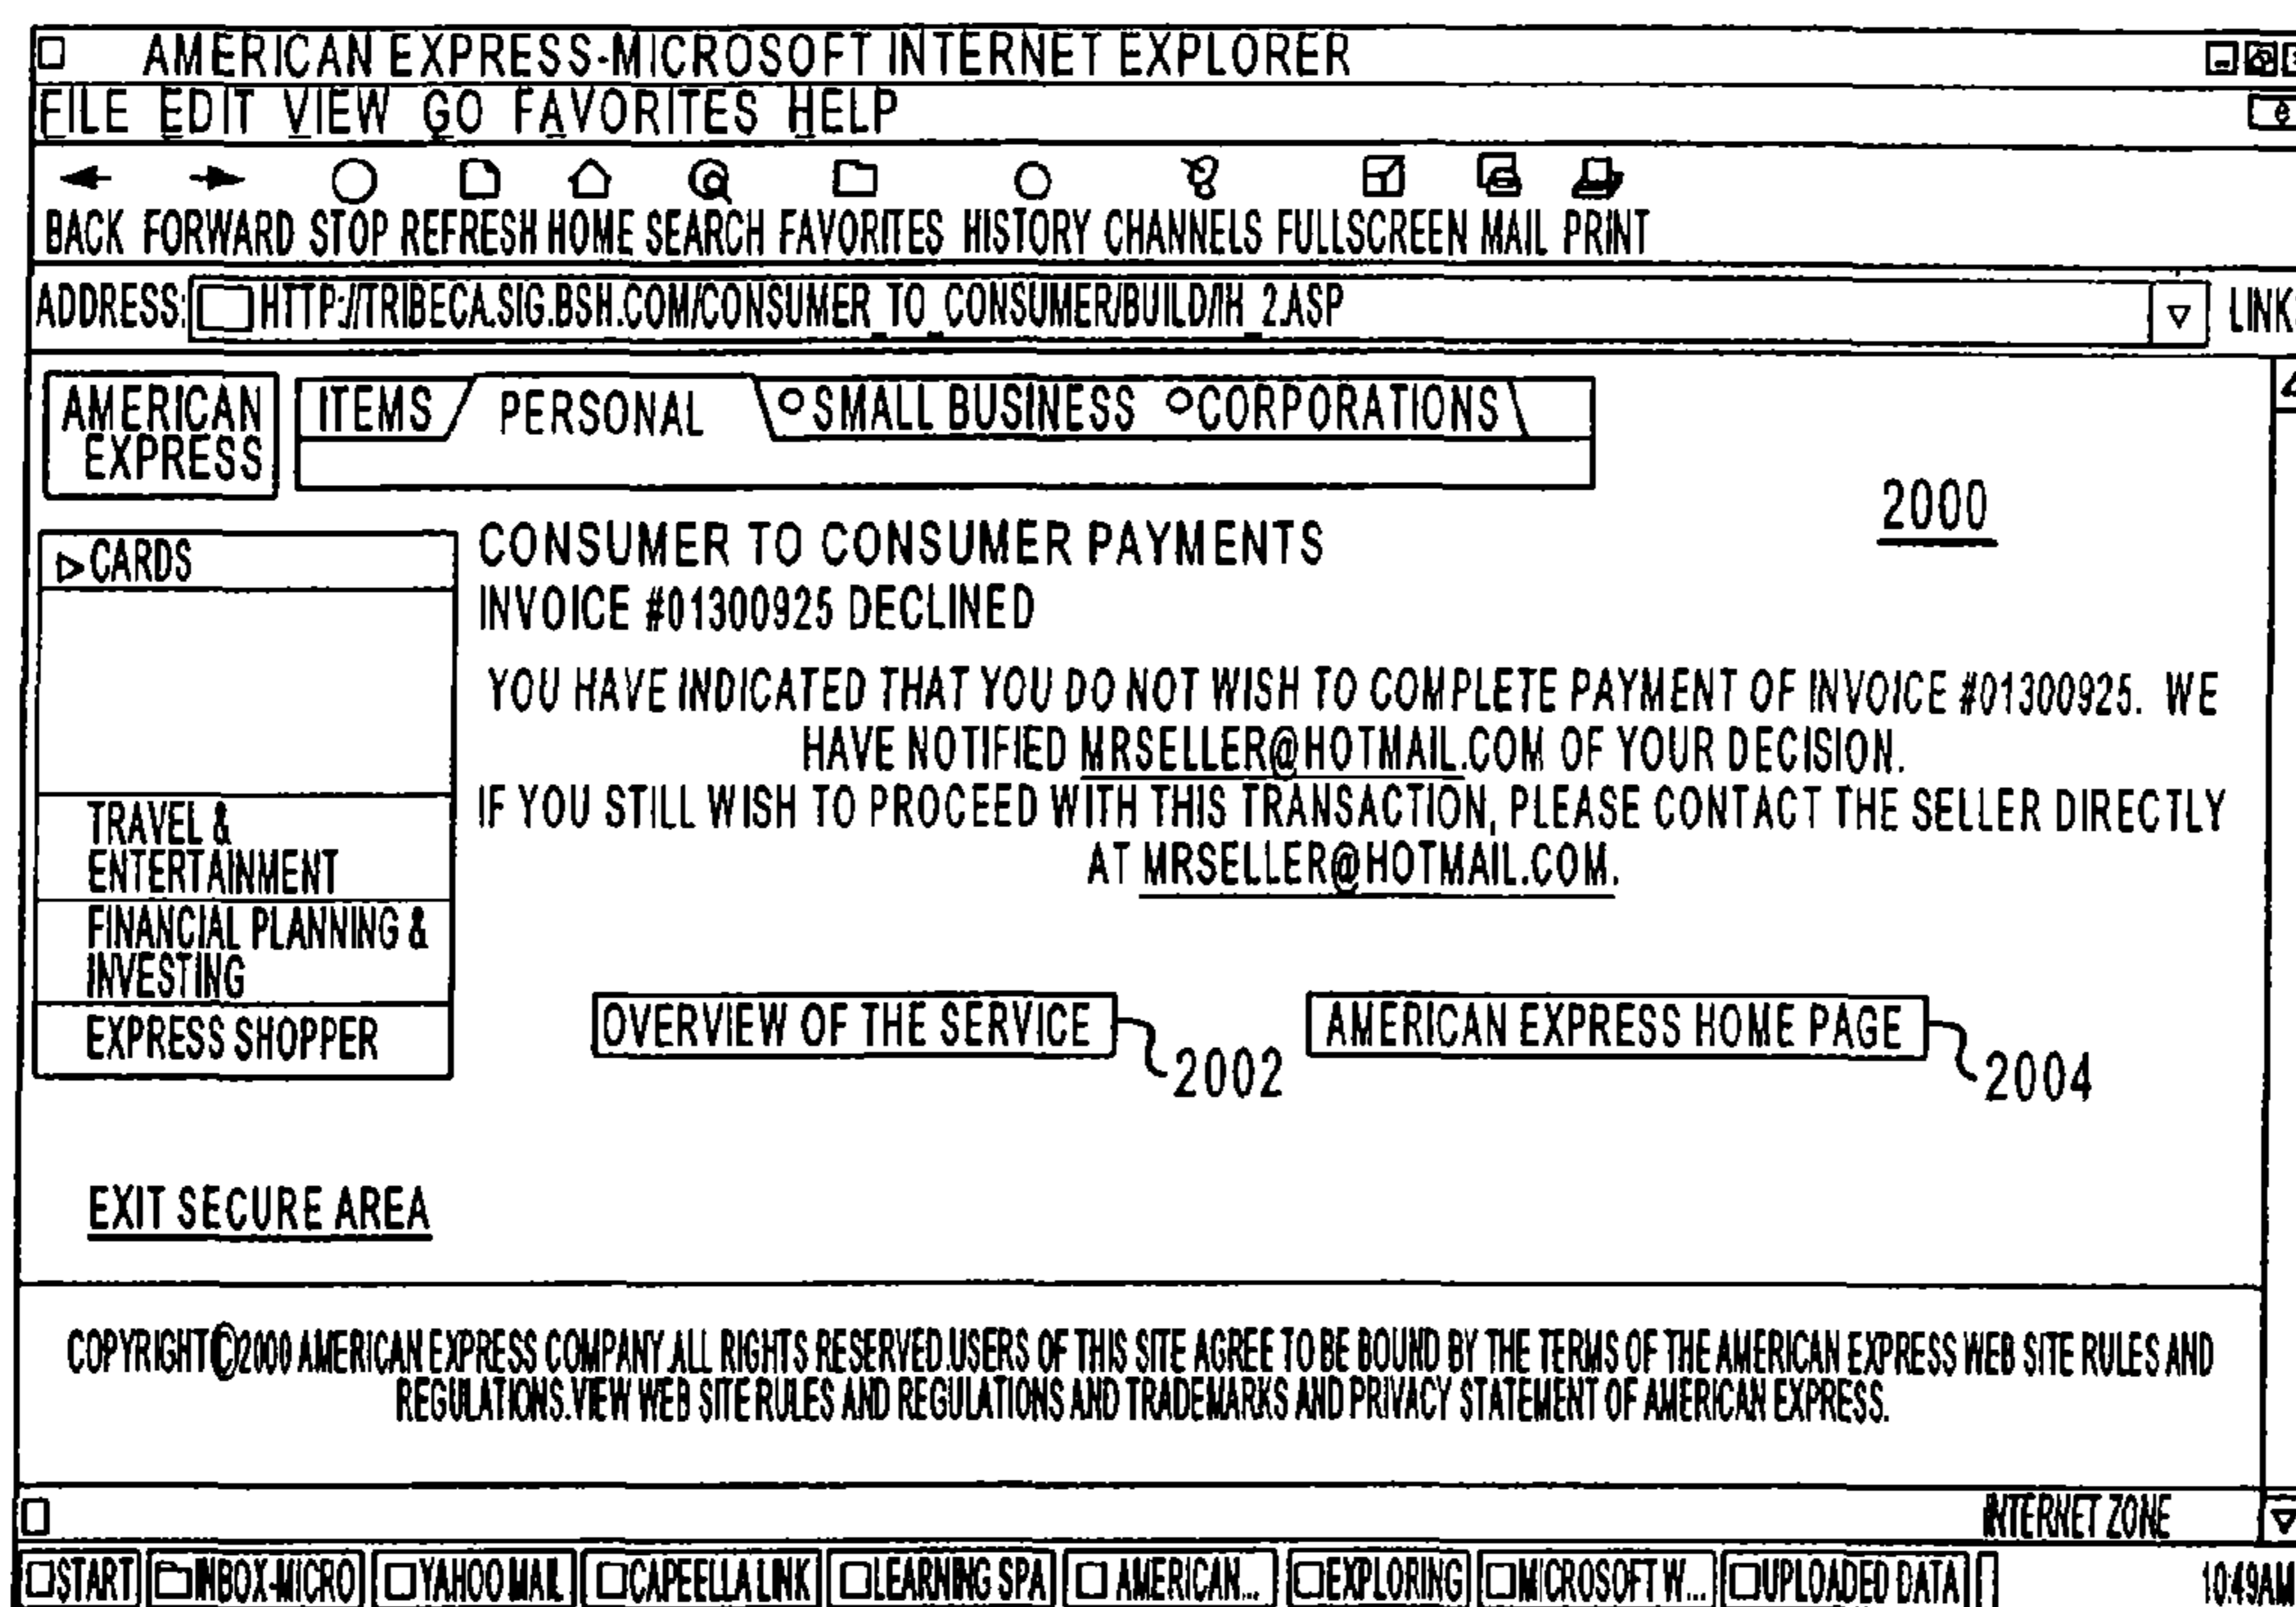 AMERICAN EXPRESS-MICROSOFT INTERNET EXPLORER
FILE EDIT VIEW GO FAVORITES HELP
BACK FORWARD STOP REFRESH HOME SEARCH FAVORITES HISTORY CHANNELS FULLSCREEN MAIL PRINT
ADDRESS: HTTP://TRIBECA.SIG.BSH.COM/CONSUMER_TO_CONSUMER/BUILD/IH_2.ASP
AMERICAN EXPRESS
ITEMS PERSONAL SMALL BUSINESS CORPORATIONS
2000
CARDS
TRAVEL &
ENTERTAINMENT
FINANCIAL PLANNING &
INVESTING
EXPRESS SHOPPER
CONSUMER TO CONSUMER PAYMENTS
INVOICE #01300925 DECLINED
YOU HAVE INDICATED THAT YOU DO NOT WISH TO COMPLETE PAYMENT OF INVOICE #01300925. WE
HAVE NOTIFIED MRSELLER@HOTMAIL.COM OF YOUR DECISION.
IF YOU STILL WISH TO PROCEED WITH THIS TRANSACTION, PLEASE CONTACT THE SELLER DIRECTLY
AT MRSELLER@HOTMAIL.COM.
OVERVIEW OF THE SERVICE 2002
AMERICAN EXPRESS HOME PAGE 2004
EXIT SECURE AREA
COPYRIGHT©2000 AMERICAN EXPRESS COMPANY.ALL RIGHTS RESERVED.USERS OF THIS SITE AGREE TO BE BOUND BY THE TERMS OF THE AMERICAN EXPRESS WEB SITE RULES AND
REGULATIONS.VIEW WEB SITE RULES AND REGULATIONS AND TRADEMARKS AND PRIVACY STATEMENT OF AMERICAN EXPRESS.
INTERNET ZONE
START INBOX-MICRO YAHOO MAIL CAPEELLA LINK LEARNING SPA AMERICAN... EXPLORING MICROSOFT W... UPLOADED DATA 10:49AM